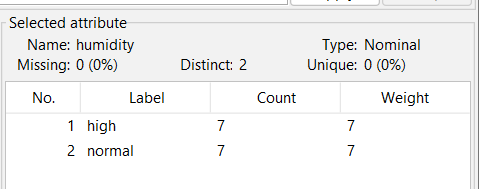 Selected attribute
Name: humidity Type: Nominal
Missing: 0 (0%) Distinct: 2 Unique: 0 (0%)
No. Label Count Weight
1 high 7 7
2 normal 7 7